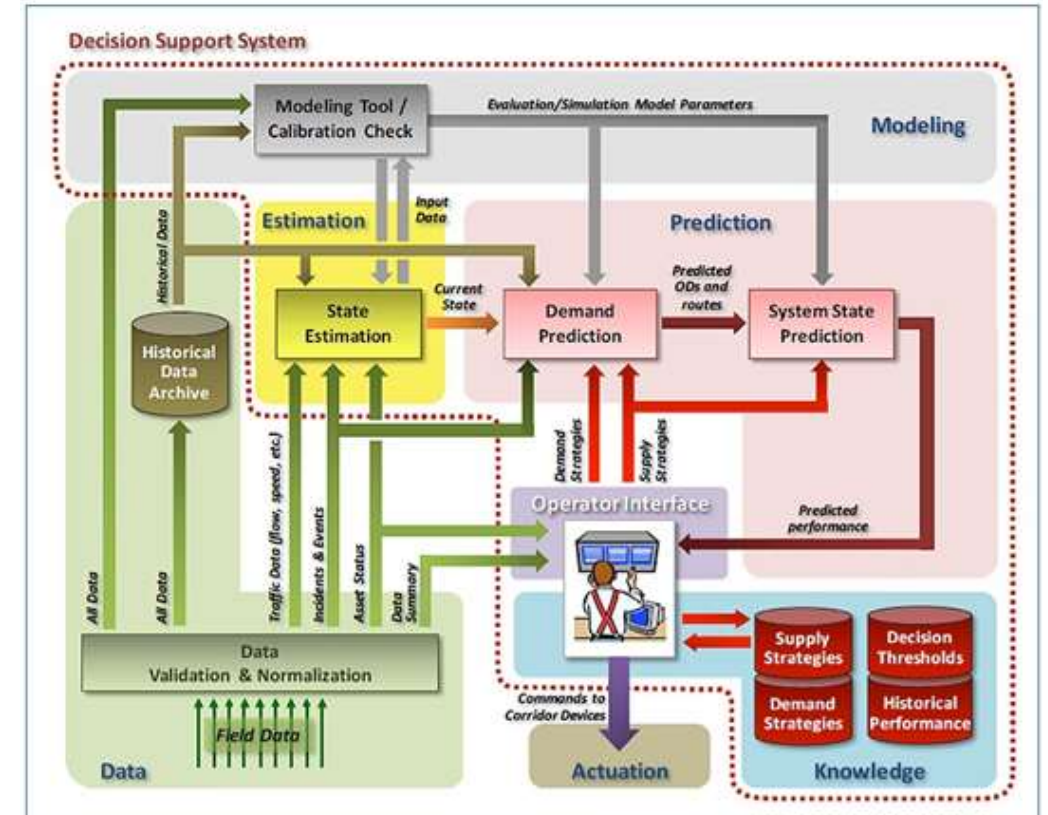 Decision Support System
Modeling Tool /
Calibration Check
Evaluation/Simulation Model Parameters
Modeling
Historical Data
Estimation
Input
Data
Prediction
State
Estimation
Current
State
Demand
Prediction
Predicted
ODs and
routes
System State
Prediction
Historical
Data
Archive
All Data
All Data
Traffic Data (flow, speed, etc.)
Incidents & Events
Asset Status
Data
Summary
Demand
Strategies
Supply
Strategies
Operator Interface
Predicted
performance
Data
Validation & Normalization
Field Data
Data
Commands to
Corridor Devices
Actuation
Supply
Strategies
Decision
Thresholds
Demand
Strategies
Historical
Performance
Knowledge